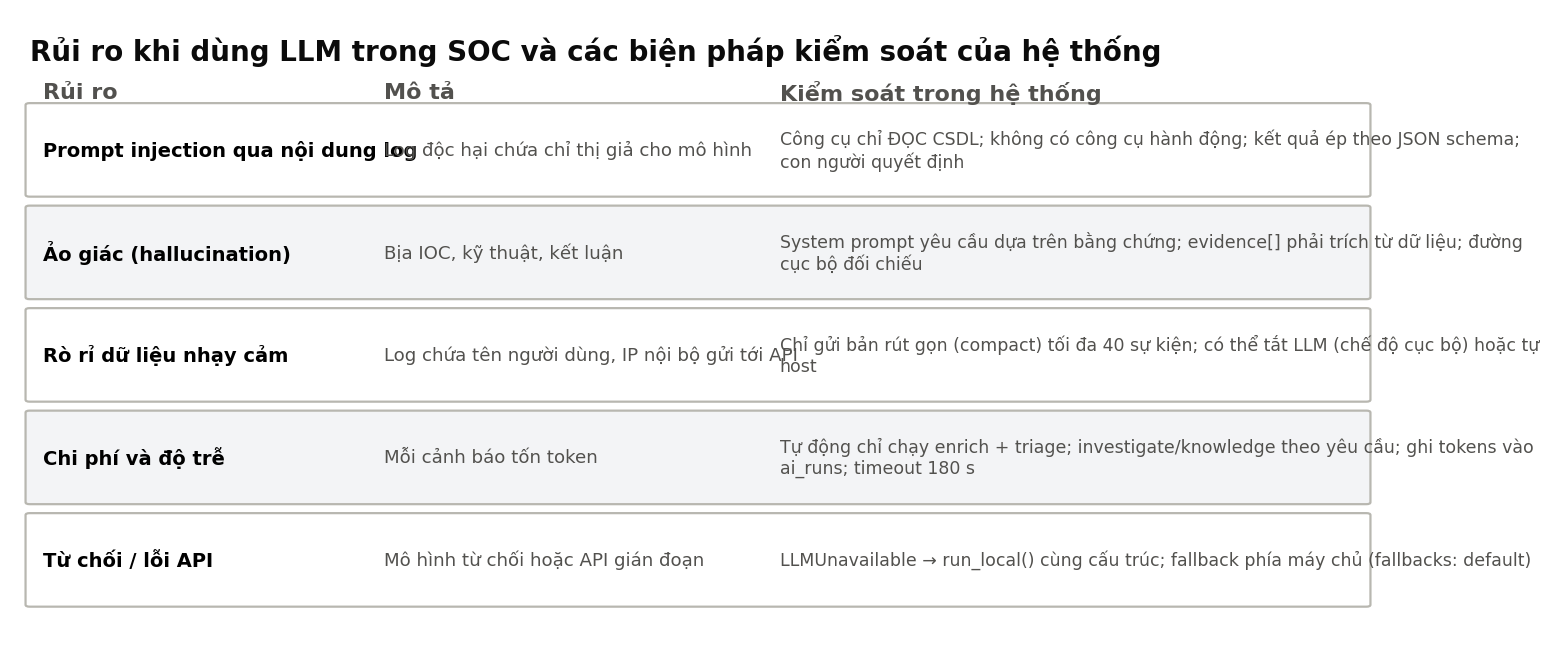 Rủi ro khi dùng LLM trong SOC và các biện pháp kiểm soát của hệ thống
Rủi ro
Mô tả
Kiểm soát trong hệ thống
Prompt injection qua nội dung log
Log độc hại chứa chỉ thị giả cho mô hình
Công cụ chỉ ĐỌC CSDL; không có công cụ hành động; kết quả ép theo JSON schema;
con người quyết định
Ảo giác (hallucination)
Bịa IOC, kỹ thuật, kết luận
System prompt yêu cầu dựa trên bằng chứng; evidence[] phải trích từ dữ liệu; đường
cục bộ đối chiếu
Rò rỉ dữ liệu nhạy cảm
Log chứa tên người dùng, IP nội bộ gửi tới API
Chỉ gửi bản rút gọn (compact) tối đa 40 sự kiện; có thể tắt LLM (chế độ cục bộ) hoặc tự
host
Chi phí và độ trễ
Mỗi cảnh báo tốn token
Tự động chỉ chạy enrich + triage; investigate/knowledge theo yêu cầu; ghi tokens vào
ai_runs; timeout 180 s
Từ chối / lỗi API
Mô hình từ chối hoặc API gián đoạn
LLMUnavailable → run_local() cùng cấu trúc; fallback phía máy chủ (fallbacks: default)